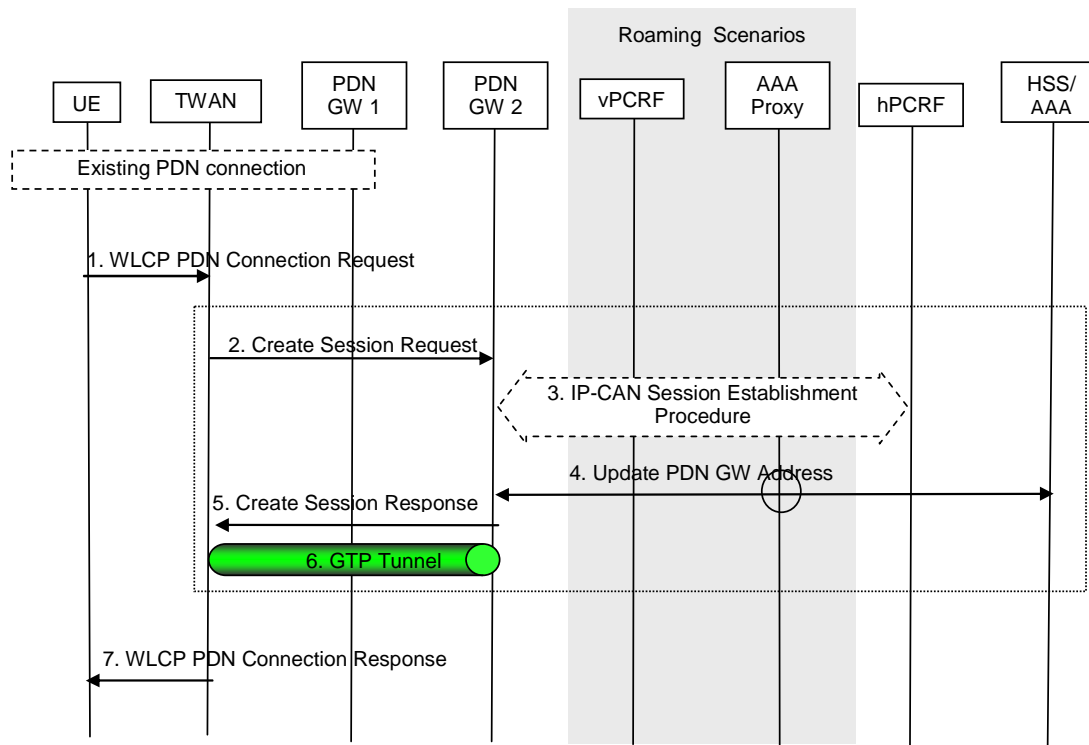 Roaming Scenarios
UE
TWAN
PDN
GW 1
PDN
GW 2
vPCRF
AAA
Proxy
hPCRF
HSS/
AAA
Existing PDN connection
1. WLCP PDN Connection Request
2. Create Session Request
3. IP-CAN Session Establishment
Procedure
4. Update PDN GW Address
5. Create Session Response
6. GTP Tunnel
7. WLCP PDN Connection Response